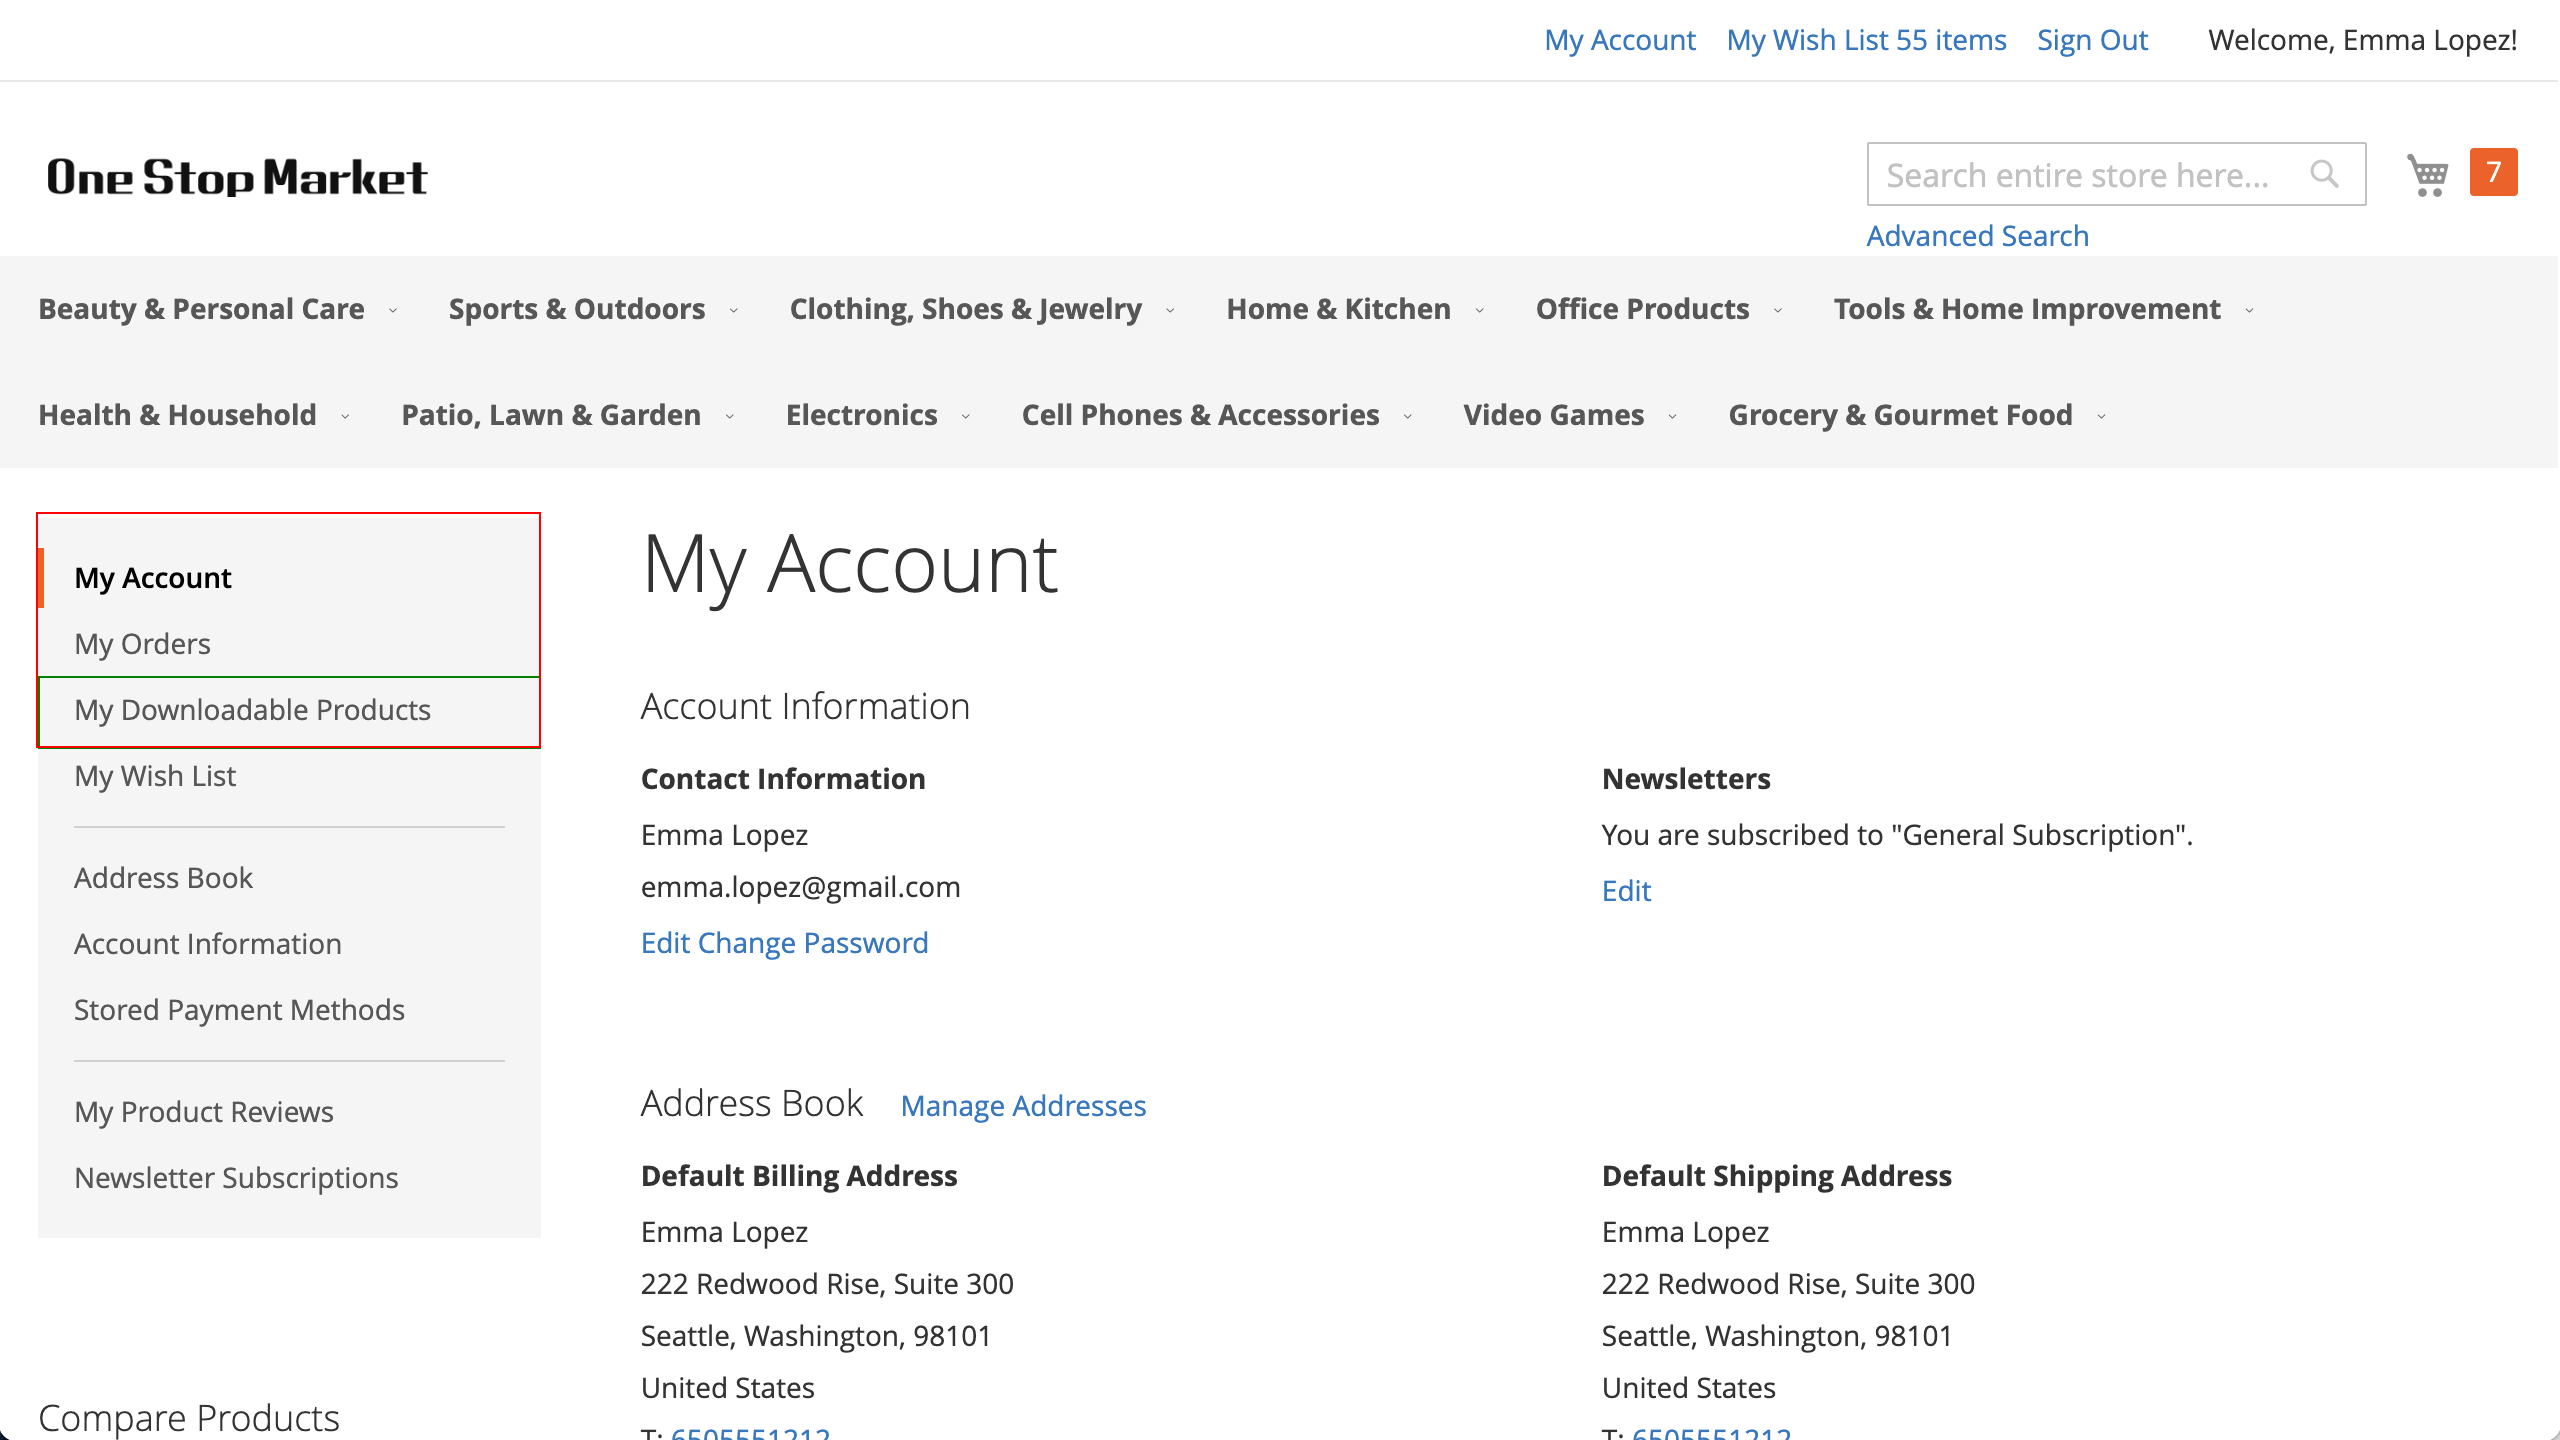 My Account My Wish List 55 items Sign Out Welcome, Emma Lopez!
One Stop Market
Search entire store here...
7
Advanced Search
Beauty & Personal Care Sports & Outdoors Clothing, Shoes & Jewelry Home & Kitchen Office Products Tools & Home Improvement
Health & Household Patio, Lawn & Garden Electronics Cell Phones & Accessories Video Games Grocery & Gourmet Food
My Account
My Orders
My Downloadable Products
My Wish List
Address Book
Account Information
Stored Payment Methods
My Product Reviews
Newsletter Subscriptions
Compare Products
My Account
Account Information
Contact Information
Emma Lopez
emma.lopez@gmail.com
Edit Change Password
Newsletters
You are subscribed to "General Subscription".
Edit
Address Book Manage Addresses
Default Billing Address
Emma Lopez
222 Redwood Rise, Suite 300
Seattle, Washington, 98101
United States
T: 6505551212
Default Shipping Address
Emma Lopez
222 Redwood Rise, Suite 300
Seattle, Washington, 98101
United States
T: 6505551212